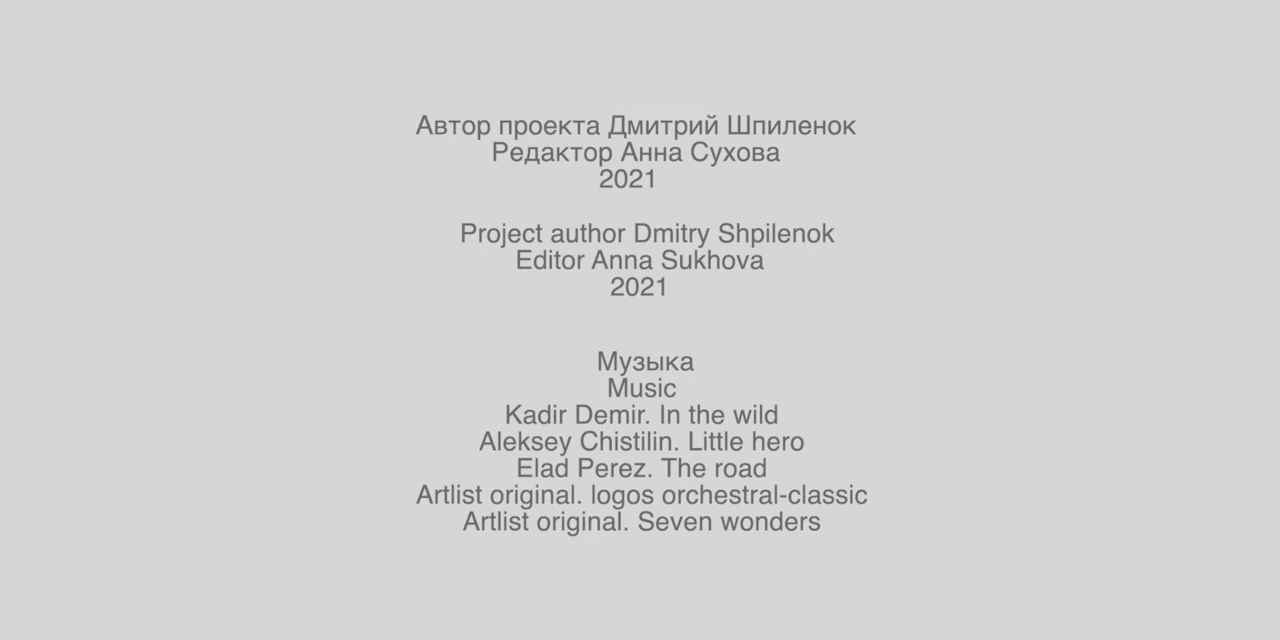 Автор проекта Дмитрий Шпиленок
Редактор Анна Сухова
2021
Project author Dmitry Shpilenok
Editor Anna Sukhova
2021
Музыка
Music
Kadir Demir. In the wild
Aleksey Chistilin. Little hero
Elad Perez. The road
Artlist original. logos orchestral-classic
Artlist original. Seven wonders